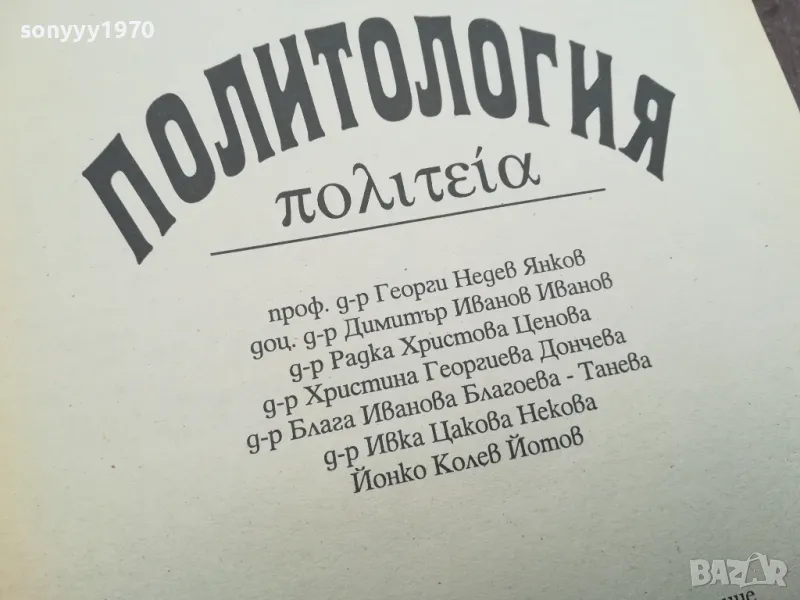 sonyyy1970
ПОЛИТОЛОГИЯ
πολιτεία
проф. д-р Георги Недев Янков
доц. д-р Димитър Иванов Иванов
д-р Радка Христова Ценова
д-р Христина Георгиева Дончева
д-р Блага Иванова Благоева - Танева
д-р Ивка Цакова Некова
Йонко Колев Йотов
BAZAR